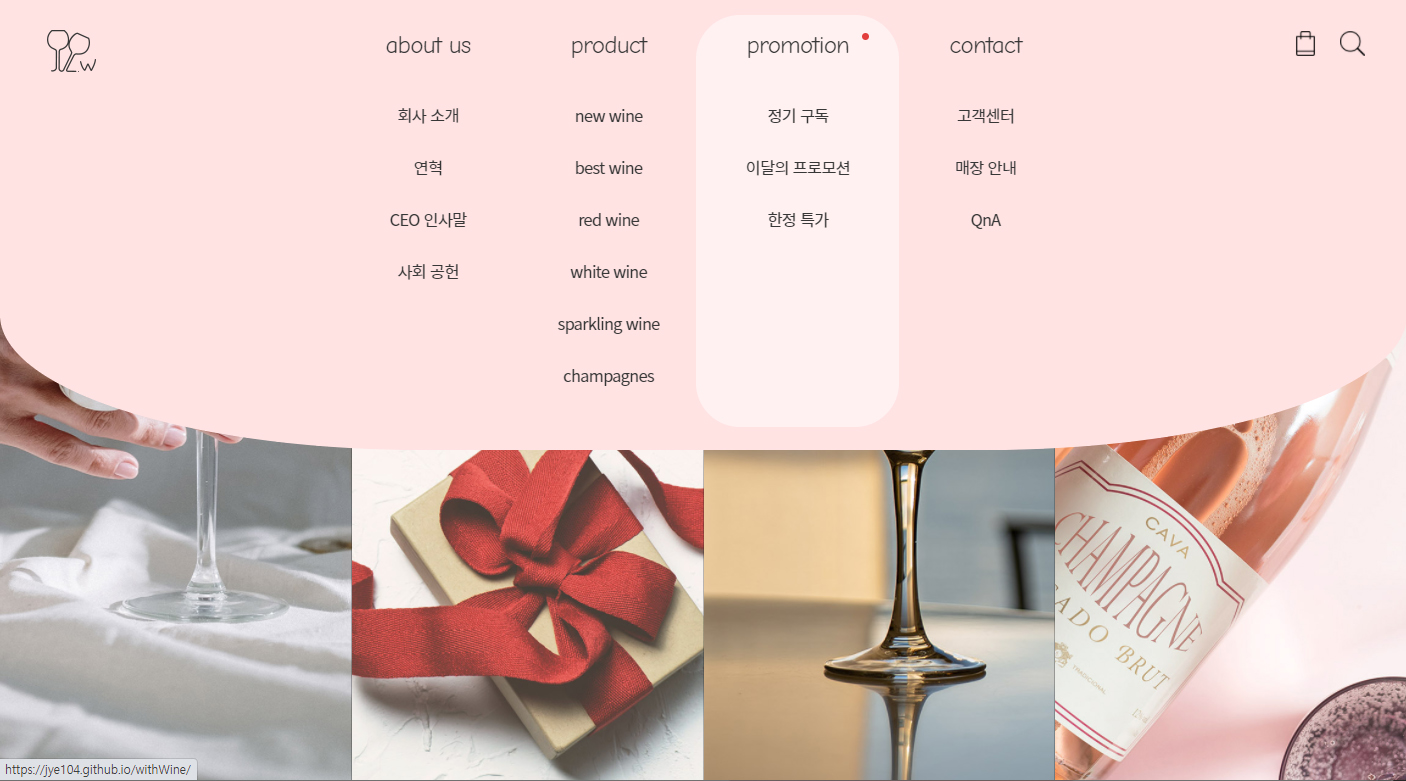 w
about us
product
promotion
contact
회사 소개
연혁
CEO 인사말
사회 공헌
new wine
best wine
red wine
white wine
sparkling wine
champagnes
정기 구독
이달의 프로모션
한정 특가
고객센터
매장 안내
QnA
CAVA
CHAMPAGNE
ADO BRUT
TRADICIONAL
https://jye104.github.io/withWine/